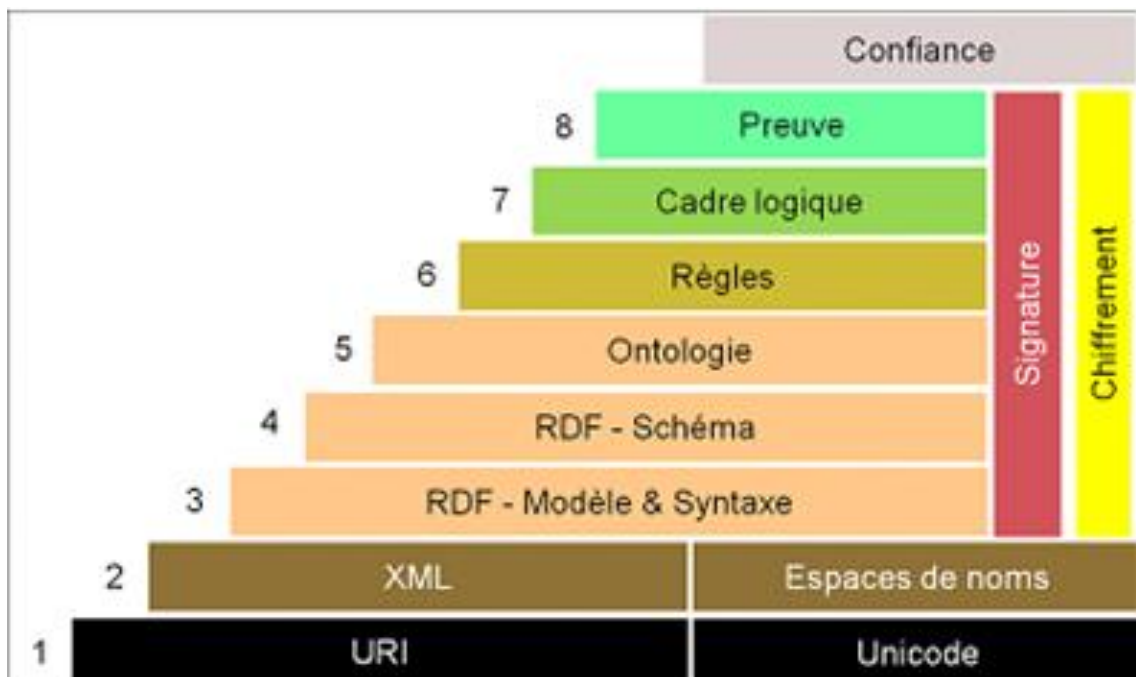 Confiance
8 Preuve
7 Cadre logique
6 Règles
5 Ontologie
4 RDF - Schéma
3 RDF - Modèle & Syntaxe
Signature
Chiffrement
2 XML Espaces de noms
1 URI Unicode